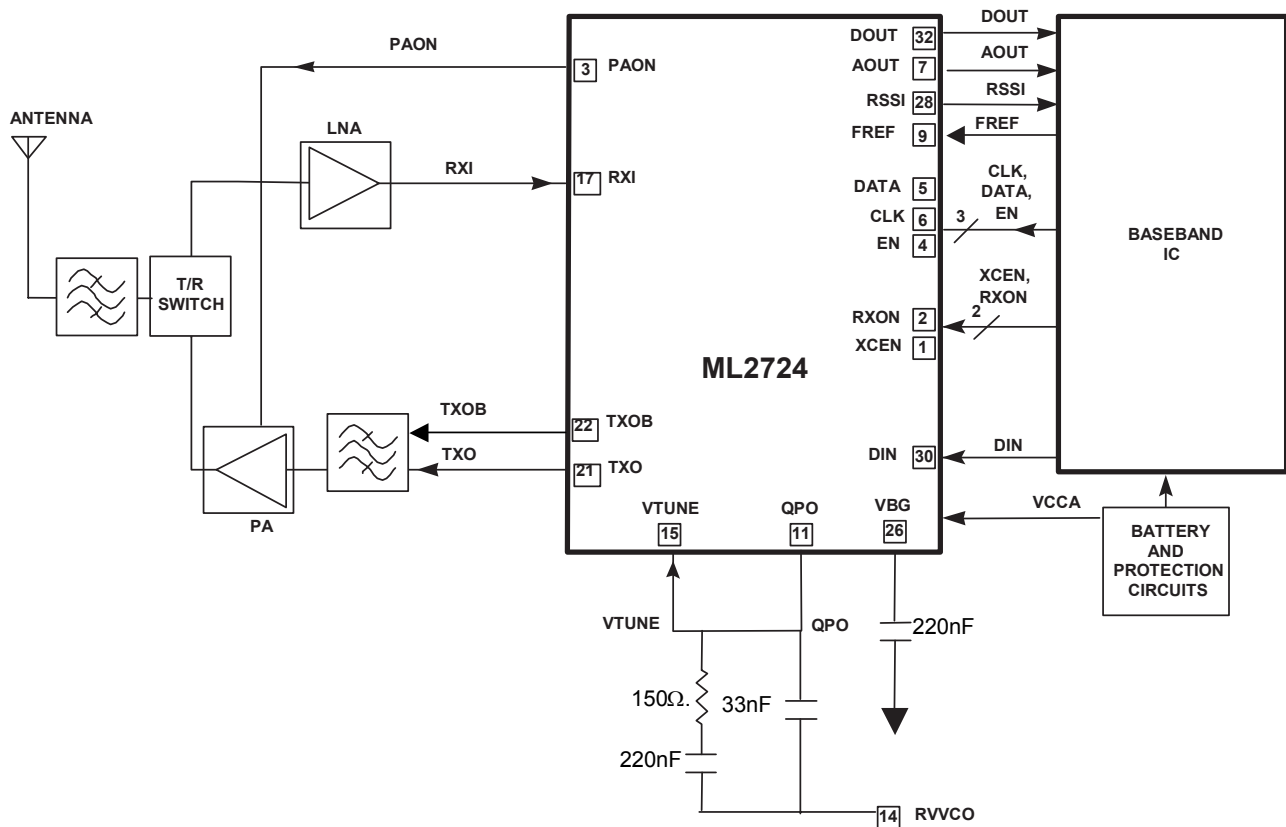 DOUT
DOUT 32
PAON
AOUT
3 PAON
AOUT 7
RSSI
RSSI 28
ANTENNA
LNA
FREF
FREF 9
RXI
17 RXI
CLK,
DATA,
EN
DATA 5
CLK 6
3
EN 4
BASEBAND
IC
T/R
SWITCH
XCEN,
RXON
2
RXON 2
XCEN 1
ML2724
TXOB
22 TXOB
TXO
21 TXO
DIN
DIN 30
PA
VTUNE
15
QPO
11
VBG
26
VCCA
BATTERY
AND
PROTECTION
CIRCUITS
VTUNE
QPO
220nF
150Ω.
33nF
220nF
14 RVVCO